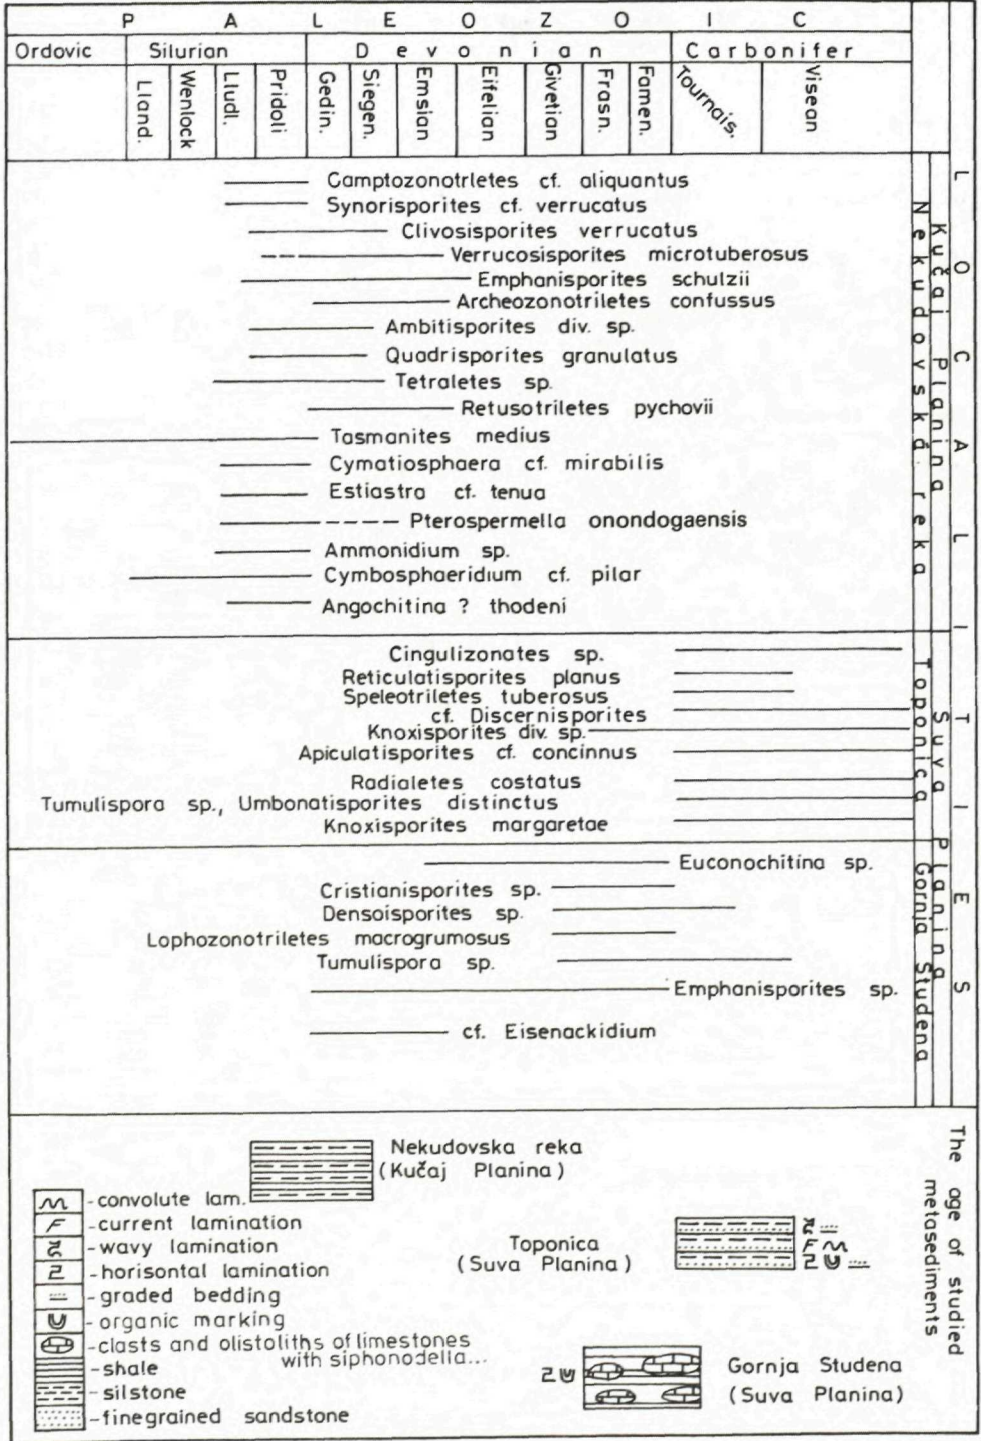 P A L E O Z O I C
Ordovic Silurian Devonian Carbonifer
Lland. Wenlock Lludl. Pridoli Gedin. Siegen. Emsian Eifelian Givetian Frasn. Famen. Tournais. Visean
Camptozonotrletes cf. aliquantus
Synorisporites cf. verrucatus
Clivosisporites verrucatus
Verrucosisporites microtuberosus
Emphanisporites schulzii
Archeozonotriletes confussus
Ambitisporites div. sp.
Quadrisporites granulatus
Tetraletes sp.
Retusotriletes pychovii
Tasmanites medius
Cymatiosphaera cf. mirabilis
Estiastra cf. tenua
Pterospermella onondogaensis
Ammonidium sp.
Cymbosphaeridium cf. pilar
Angochitina ? thodeni
Nekudovska reka
Kučaj Planina
LOCALITIES
Cingulizonates sp.
Reticulatisporites planus
Speleotriletes tuberosus
cf. Discernisporites
Knoxisporites div. sp.
Apiculatisporites cf. concinnus
Radialetes costatus
Tumulispora sp., Umbonatisporites distinctus
Knoxisporites margaretae
Toponica
Suva Planina
Euconochitina sp.
Cristianisporites sp.
Densoisporites sp.
Lophozonotriletes macrogrumosus
Tumulispora sp.
Emphanisporites sp.
cf. Eisenackidium
Gornja Studena
Nekudovska reka
(Kučaj Planina)
-convolute lam.
-current lamination
-wavy lamination
-horisontal lamination
-graded bedding
-organic marking
-clasts and olistoliths of limestones
with siphonodelia...
-shale
-silstone
-finegrained sandstone
Toponica
(Suva Planina)
Gornja Studena
(Suva Planina)
The age of studied
metasediments